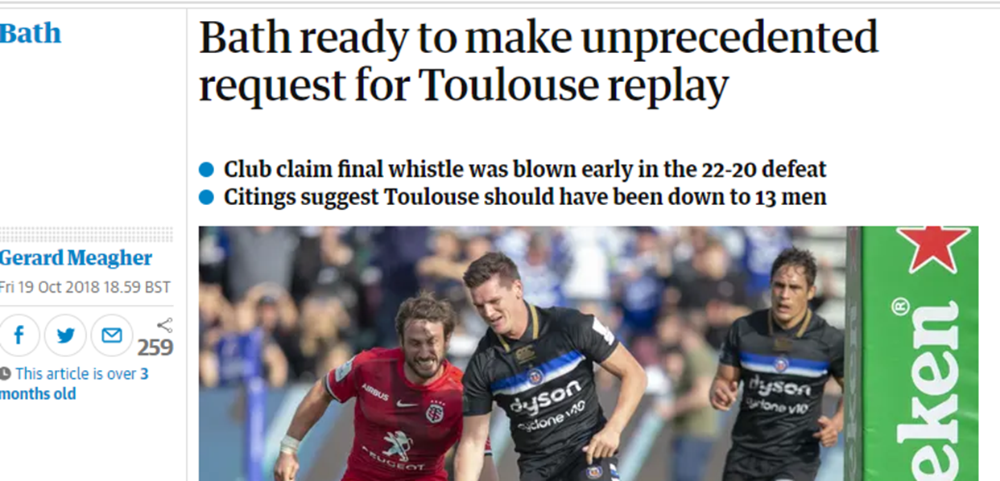 Bath
Bath ready to make unprecedented
request for Toulouse replay
Club claim final whistle was blown early in the 22-20 defeat
Citings suggest Toulouse should have been down to 13 men
Gerard Meagher
Fri 19 Oct 2018 18.59 BST
259
This article is over 3
months old
AIRBUS
PEUGEOT
dyson
cyclone v10
dyson
cyclone v10
eken®